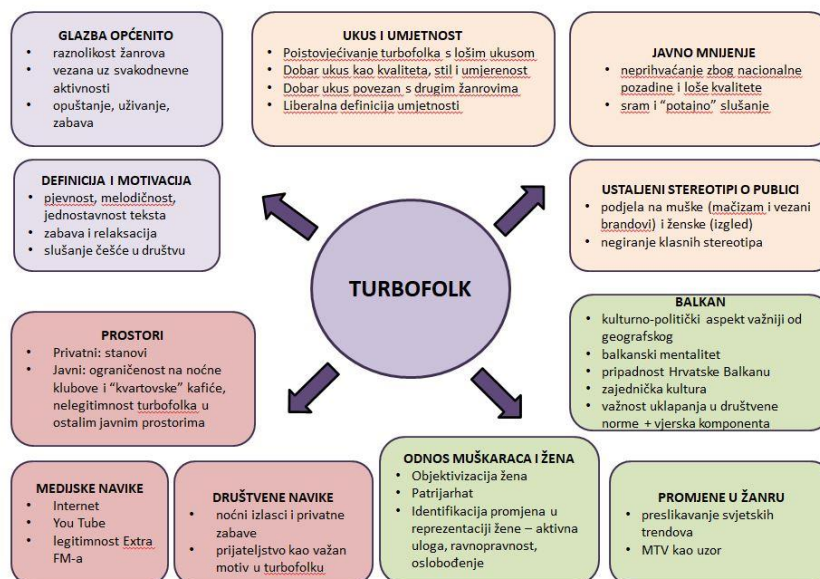 GLAZBA OPĆENITO
• raznolikost žanrova
• vezana uz svakodnevne
aktivnosti
• opuštanje, uživanje,
zabava
UKUS I UMJETNOST
• Poistovjećivanje turbofolka s lošim ukusom
• Dobar ukus kao kvaliteta, stil i umjerenost
• Dobar ukus povezan s drugim žanrovima
• Liberalna definicija umjetnosti
JAVNO MNIJENJE
• neprihvaćanje zbog nacionalne
pozadine i loše kvalitete
• sram i “potajno” slušanje
DEFINICIJA I MOTIVACIJA
• pjevnost, melodičnost,
jednostavnost teksta
• zabava i relaksacija
• slušanje češće u društvu
USTALJENI STEREOTIPI O PUBLICI
• podjela na muške (mačizam i vezani
brandovi) i ženske (izgled)
• negiranje klasnih stereotipa
TURBOFOLK
PROSTORI
• Privatni: stanovi
• Javni: ograničenost na noćne
klubove i “kvartovske” kafiće,
nelegitimnost turbofolka u
ostalim javnim prostorima
BALKAN
• kulturno-politički aspekt važniji od
geografskog
• balkanski mentalitet
• pripadnost Hrvatske Balkanu
• zajednička kultura
• važnost uklapanja u društvene
norme + vjerska komponenta
MEDIJSKE NAVIKE
• Internet
• You Tube
• legitimnost Extra
FM-a
DRUŠTVENE NAVIKE
• noćni izlasci i privatne
zabave
• prijateljstvo kao važan
motiv u turbofolku
ODNOS MUŠKARACA I ŽENA
• Objektivizacija žena
• Patrijarhat
• Identifikacija promjena u
reprezentaciji žene – aktivna
uloga, ravnopravnost,
oslobođenje
PROMJENE U ŽANRU
• preslikavanje svjetskih
trendova
• MTV kao uzor